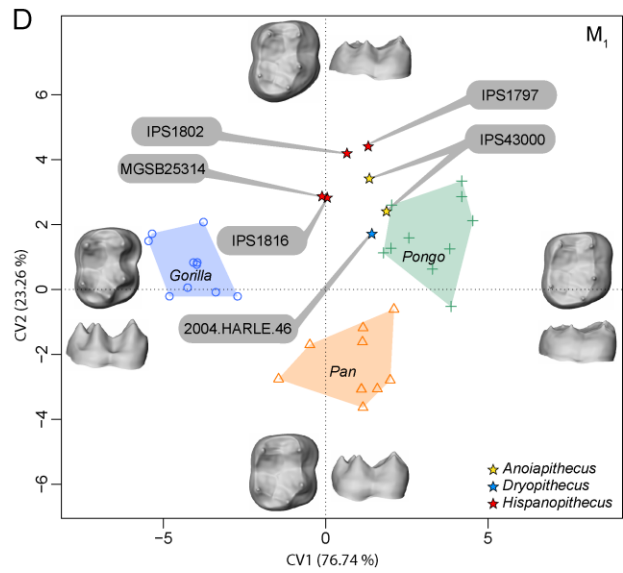 D
M1
IPS1797
IPS1802
IPS43000
MGSB25314
IPS1816
Pongo
Gorilla
2004.HARLE.46
Pan
Anoiapithecus
Dryopithecus
Hispanopithecus
6
4
2
0
−2
−4
−6
CV2 (23.26 %)
−5
0
5
CV1 (76.74 %)